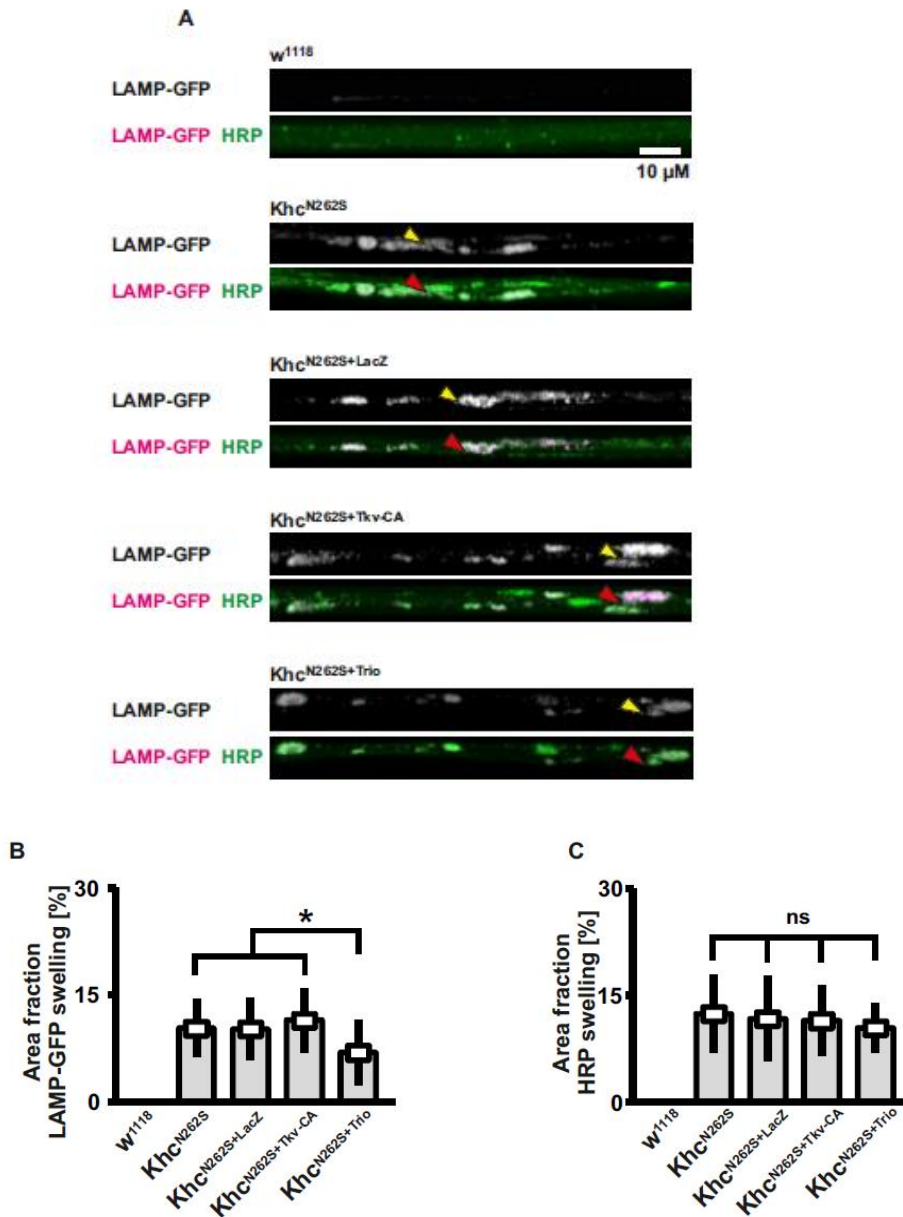 A
w1118
LAMP-GFP
LAMP-GFP HRP
10 µM
KhcN262S
LAMP-GFP
LAMP-GFP HRP
KhcN262S+LacZ
LAMP-GFP
LAMP-GFP HRP
KhcN262S+Tkv-CA
LAMP-GFP
LAMP-GFP HRP
KhcN262S+Trio
LAMP-GFP
LAMP-GFP HRP
B
Area fraction
LAMP-GFP swelling [%]
30
15
0
*
w1118
KhcN262S
KhcN262S+LacZ
KhcN262S+Tkv-CA
KhcN262S+Trio
C
Area fraction
HRP swelling [%]
30
15
0
ns
w1118
KhcN262S
KhcN262S+LacZ
KhcN262S+Tkv-CA
KhcN262S+Trio